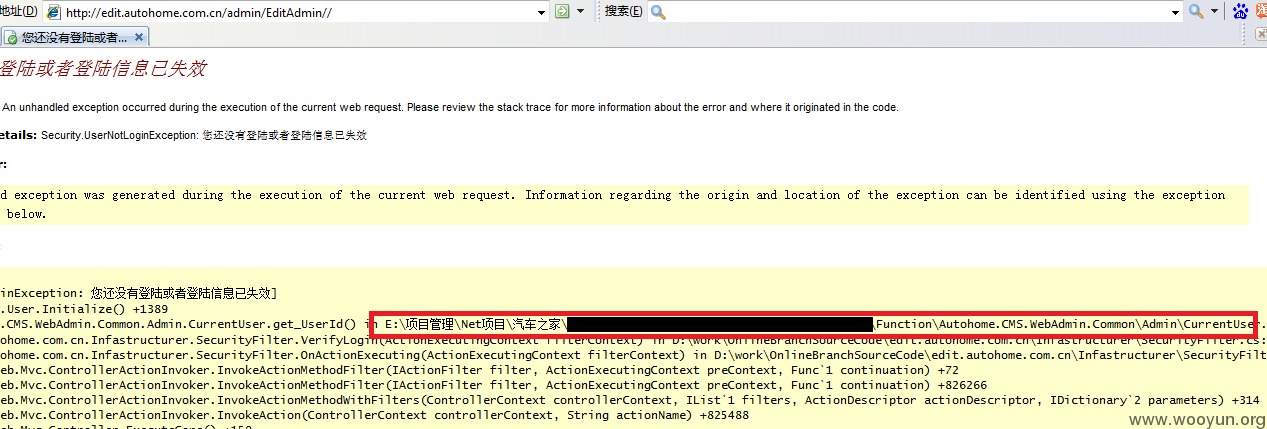 地址(D) http://edit.autohome.com.cn/admin/EditAdmin// 搜索(E)
您还没有登陆或者...
登陆或者登陆信息已失效
An unhandled exception occurred during the execution of the current web request. Please review the stack trace for more information about the error and where it originated in the code.
etails: Security.UserNotLoginException: 您还没有登陆或者登陆信息已失效
r:
d exception was generated during the execution of the current web request. Information regarding the origin and location of the exception can be identified using the exception
below.
inException: 您还没有登陆或者登陆信息已失效]
.User.Initialize() +1389
.CMS.WebAdmin.Common.Admin.CurrentUser.get_UserId() in E:\项目管理\Net项目\汽车之家\ \Function\Autohome.CMS.WebAdmin.Common\Admin\CurrentUser.
ohome.com.cn.Infastructurer.SecurityFilter.VerifyLogin(ActionExecutingContext filterContext) in D:\work\OnlineBranchSourceCode\edit.autohome.com.cn\Infastructurer\SecurityFilter.cs:
ohome.com.cn.Infastructurer.SecurityFilter.OnActionExecuting(ActionExecutingContext filterContext) in D:\work\OnlineBranchSourceCode\edit.autohome.com.cn\Infastructurer\SecurityFilt
eb.Mvc.ControllerActionInvoker.InvokeActionMethodFilter(IActionFilter filter, ActionExecutingContext preContext, Func`1 continuation) +72
eb.Mvc.ControllerActionInvoker.InvokeActionMethodFilter(IActionFilter filter, ActionExecutingContext preContext, Func`1 continuation) +826266
eb.Mvc.ControllerActionInvoker.InvokeActionMethodWithFilters(ControllerContext controllerContext, IList`1 filters, ActionDescriptor actionDescriptor, IDictionary`2 parameters) +314
eb.Mvc.ControllerActionInvoker.InvokeAction(ControllerContext controllerContext, String actionName) +825488
eb.Mvc.Controller.ExecuteCore() +159
www.wooyun.org